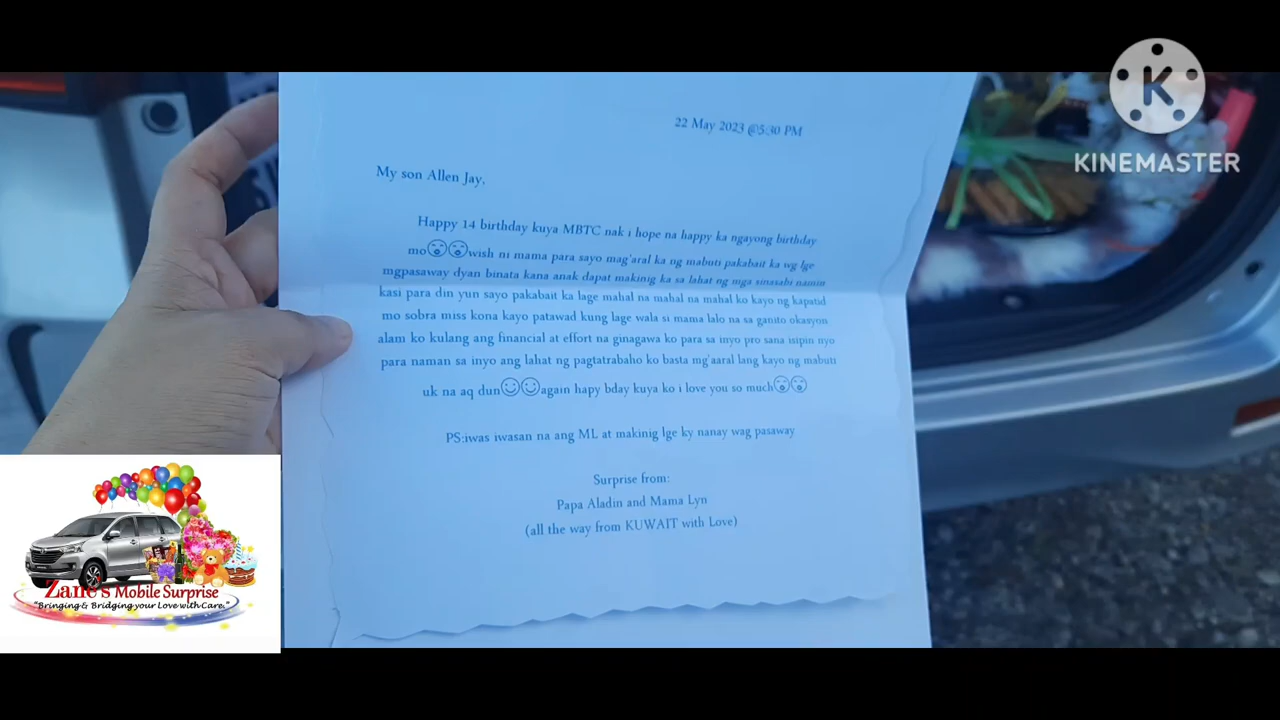 KINEMASTER
22 May 2023 @5:30 PM
My son Allen Jay,
Happy 14 birthday kuya MBTC nak i hope na happy ka ngayong birthday
mo wish ni mama para sayo mag'aral ka ng mabuti pakabait ka wg lge
mgpasaway dyan binata kana anak dapat makinig ka sa lahat ng mga sinasabi namin
kasi para din yun sayo pakabait ka lage mahal na mahal na mahal ko kayo ng kapatid
mo sobra miss kona kayo patawad kung lage wala si mama lalo na sa ganito okasyon
alam ko kulang ang financial at effort na ginagawa ko para sa inyo pro sana isipin nyo
para naman sa inyo ang lahat ng pagtatrabaho ko basta mg'aaral lang kayo ng mabuti
uk na aq dun again hapy bday kuya ko i love you so much
PS:iwas iwasan na ang ML at makinig lge ky nanay wag pasaway
Surprise from:
Papa Aladin and Mama Lyn
(all the way from KUWAIT with Love)
Zane's Mobile Surprise
"Bringing & Bridging your Love with Care."